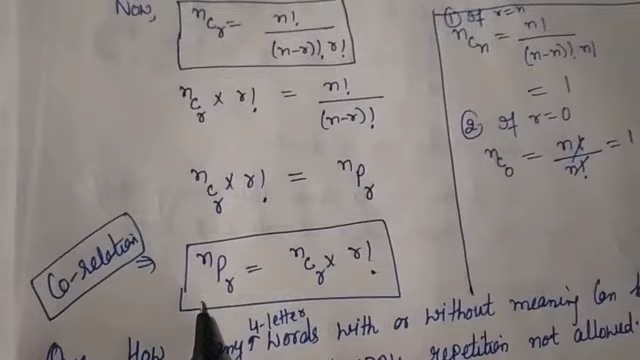 Now, ⁿCᵣ = n! / (n-r)! r!
ⁿCᵣ × r! = n! / (n-r)!
ⁿCᵣ × r! = ⁿPᵣ
Co-relation ⇒ ⁿPᵣ = ⁿCᵣ × r!
① If r=n
ⁿCₙ = n! / (n-n)! n!
= 1
② If r=0
ⁿC₀ = n! / n! = 1
How 4-letter words with or without meaning can
repetition not allowed.